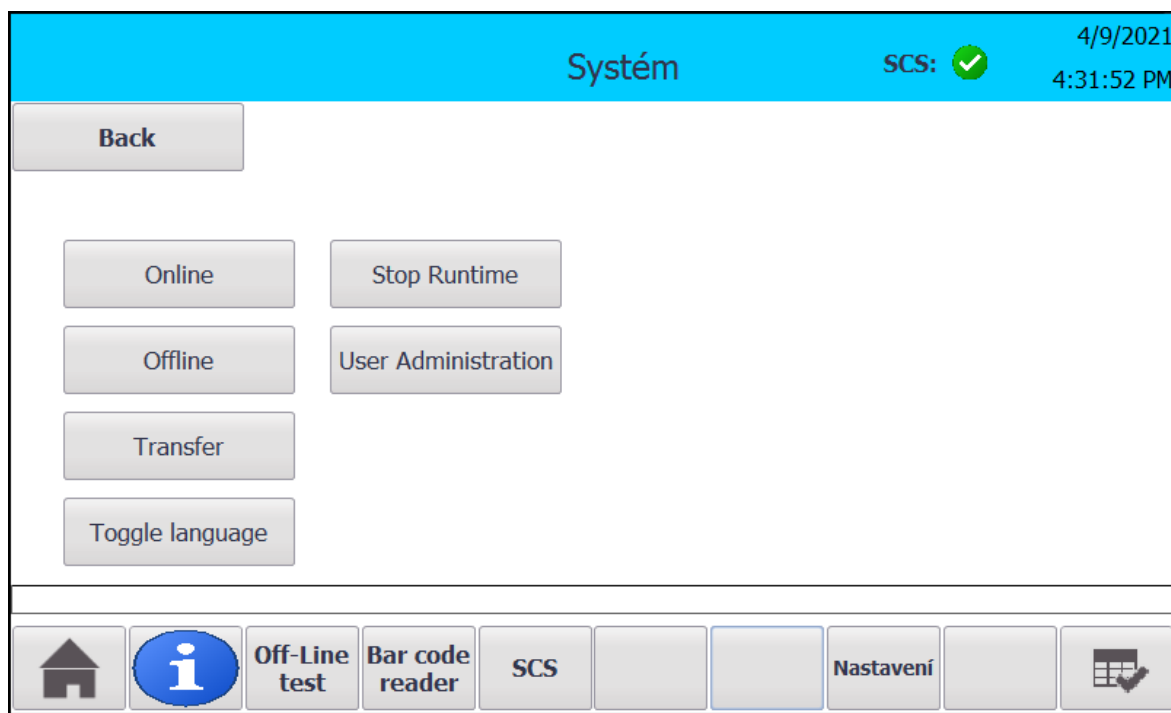 Systém
SCS:
4/9/2021
4:31:52 PM
Back
Online
Stop Runtime
Offline
User Administration
Transfer
Toggle language
Off-Line
test
Bar code
reader
SCS
Nastavení